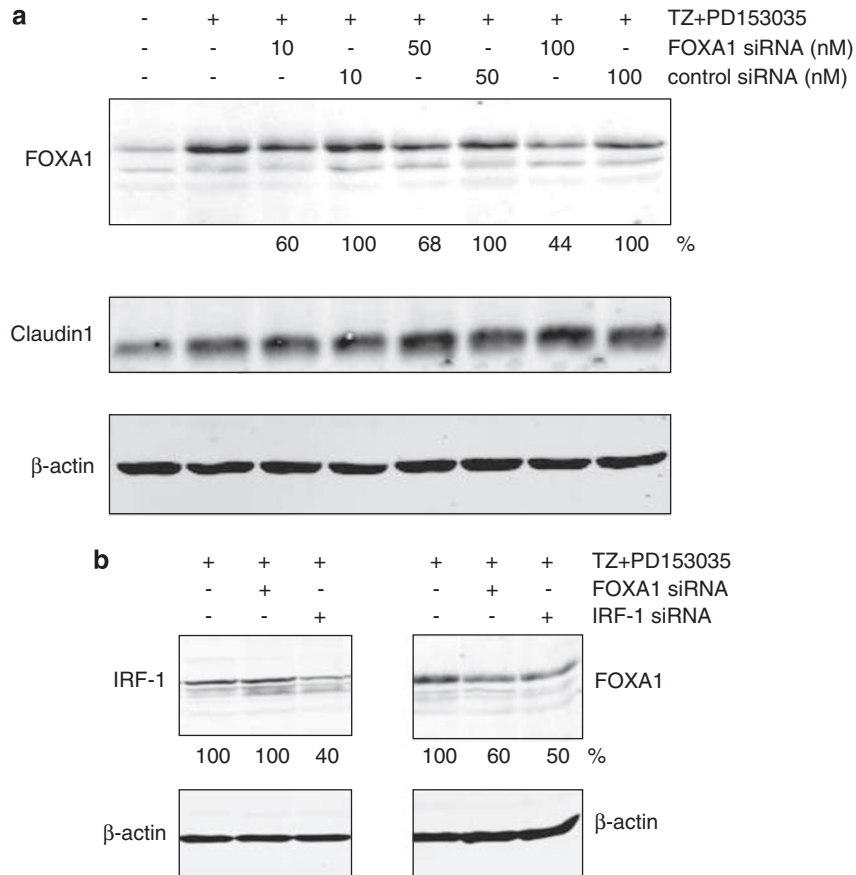 a
- + + + + + + + TZ+PD153035
- - 10 - 50 - 100 - FOXA1 siRNA (nM)
- - - 10 - 50 - 100 control siRNA (nM)
FOXA1
60 100 68 100 44 100 %
Claudin1
β-actin
b
+ + + + + + TZ+PD153035
- + - - + - FOXA1 siRNA
- - + - - + IRF-1 siRNA
IRF-1 FOXA1
100 100 40 100 60 50 %
β-actin β-actin